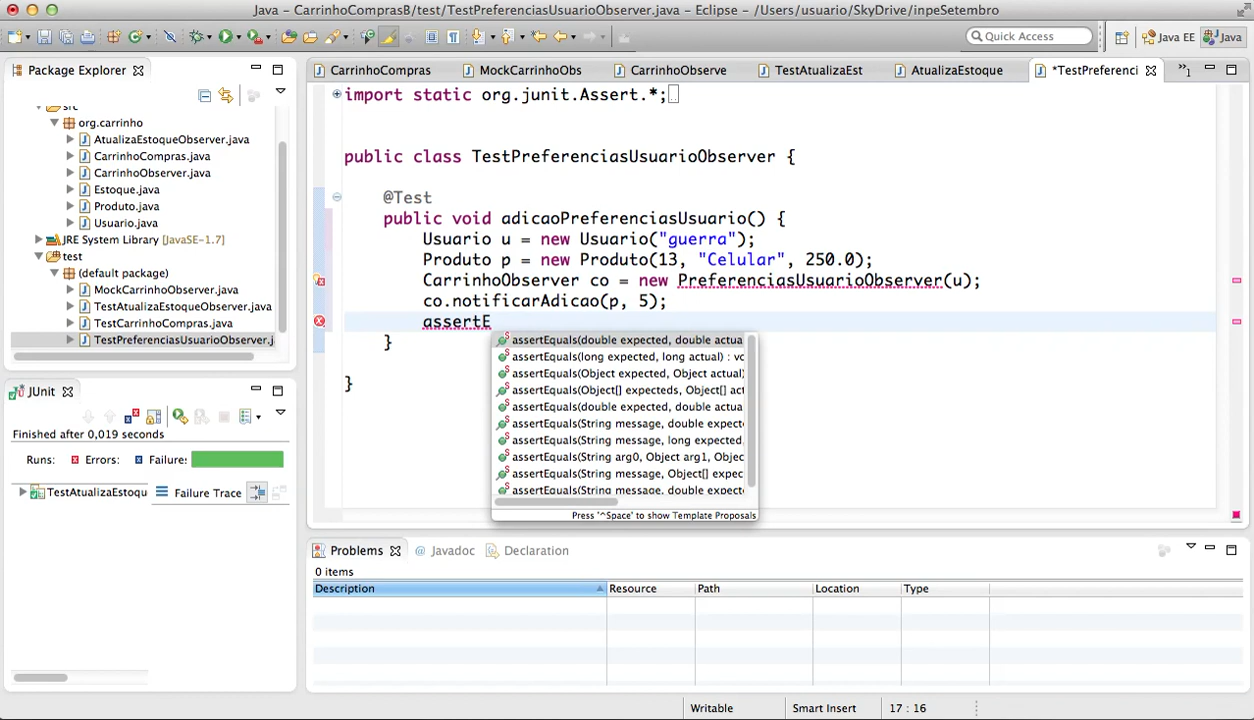 Java - CarrinhoComprasB/test/TestPreferenciasUsuarioObserver.java - Eclipse - /Users/usuario/SkyDrive/inpeSetembro
Quick Access
Java EE
Java
Package Explorer
src
org.carrinho
AtualizaEstoqueObserver.java
CarrinhoCompras.java
CarrinhoObserver.java
Estoque.java
Produto.java
Usuario.java
JRE System Library [JavaSE-1.7]
test
(default package)
MockCarrinhoObserver.java
TestAtualizaEstoqueObserver.java
TestCarrinhoCompras.java
TestPreferenciasUsuarioObserver.j
JUnit
Finished after 0,019 seconds
Runs:
Errors:
Failure:
TestAtualizaEstoqu
Failure Trace
CarrinhoCompras
MockCarrinhoObs
CarrinhoObserve
TestAtualizaEst
AtualizaEstoque
*TestPreferenci
»1
import static org.junit.Assert.*;
public class TestPreferenciasUsuarioObserver {
@Test
public void adicaoPreferenciasUsuario() {
Usuario u = new Usuario("guerra");
Produto p = new Produto(13, "Celular", 250.0);
CarrinhoObserver co = new PreferenciasUsuarioObserver(u);
co.notificarAdicao(p, 5);
assertE
}
}
assertEquals(double expected, double actua
assertEquals(long expected, long actual) : vo
assertEquals(Object expected, Object actual)
assertEquals(Object[] expecteds, Object[] act
assertEquals(double expected, double actua
assertEquals(String message, double expecte
assertEquals(String message, long expected,
assertEquals(String arg0, Object arg1, Objec
assertEquals(String message, Object[] expec
assertEquals(String message, double expecte
Press '^Space' to show Template Proposals
Problems
@ Javadoc
Declaration
0 items
Description
Resource
Path
Location
Type
Writable
Smart Insert
17 : 16